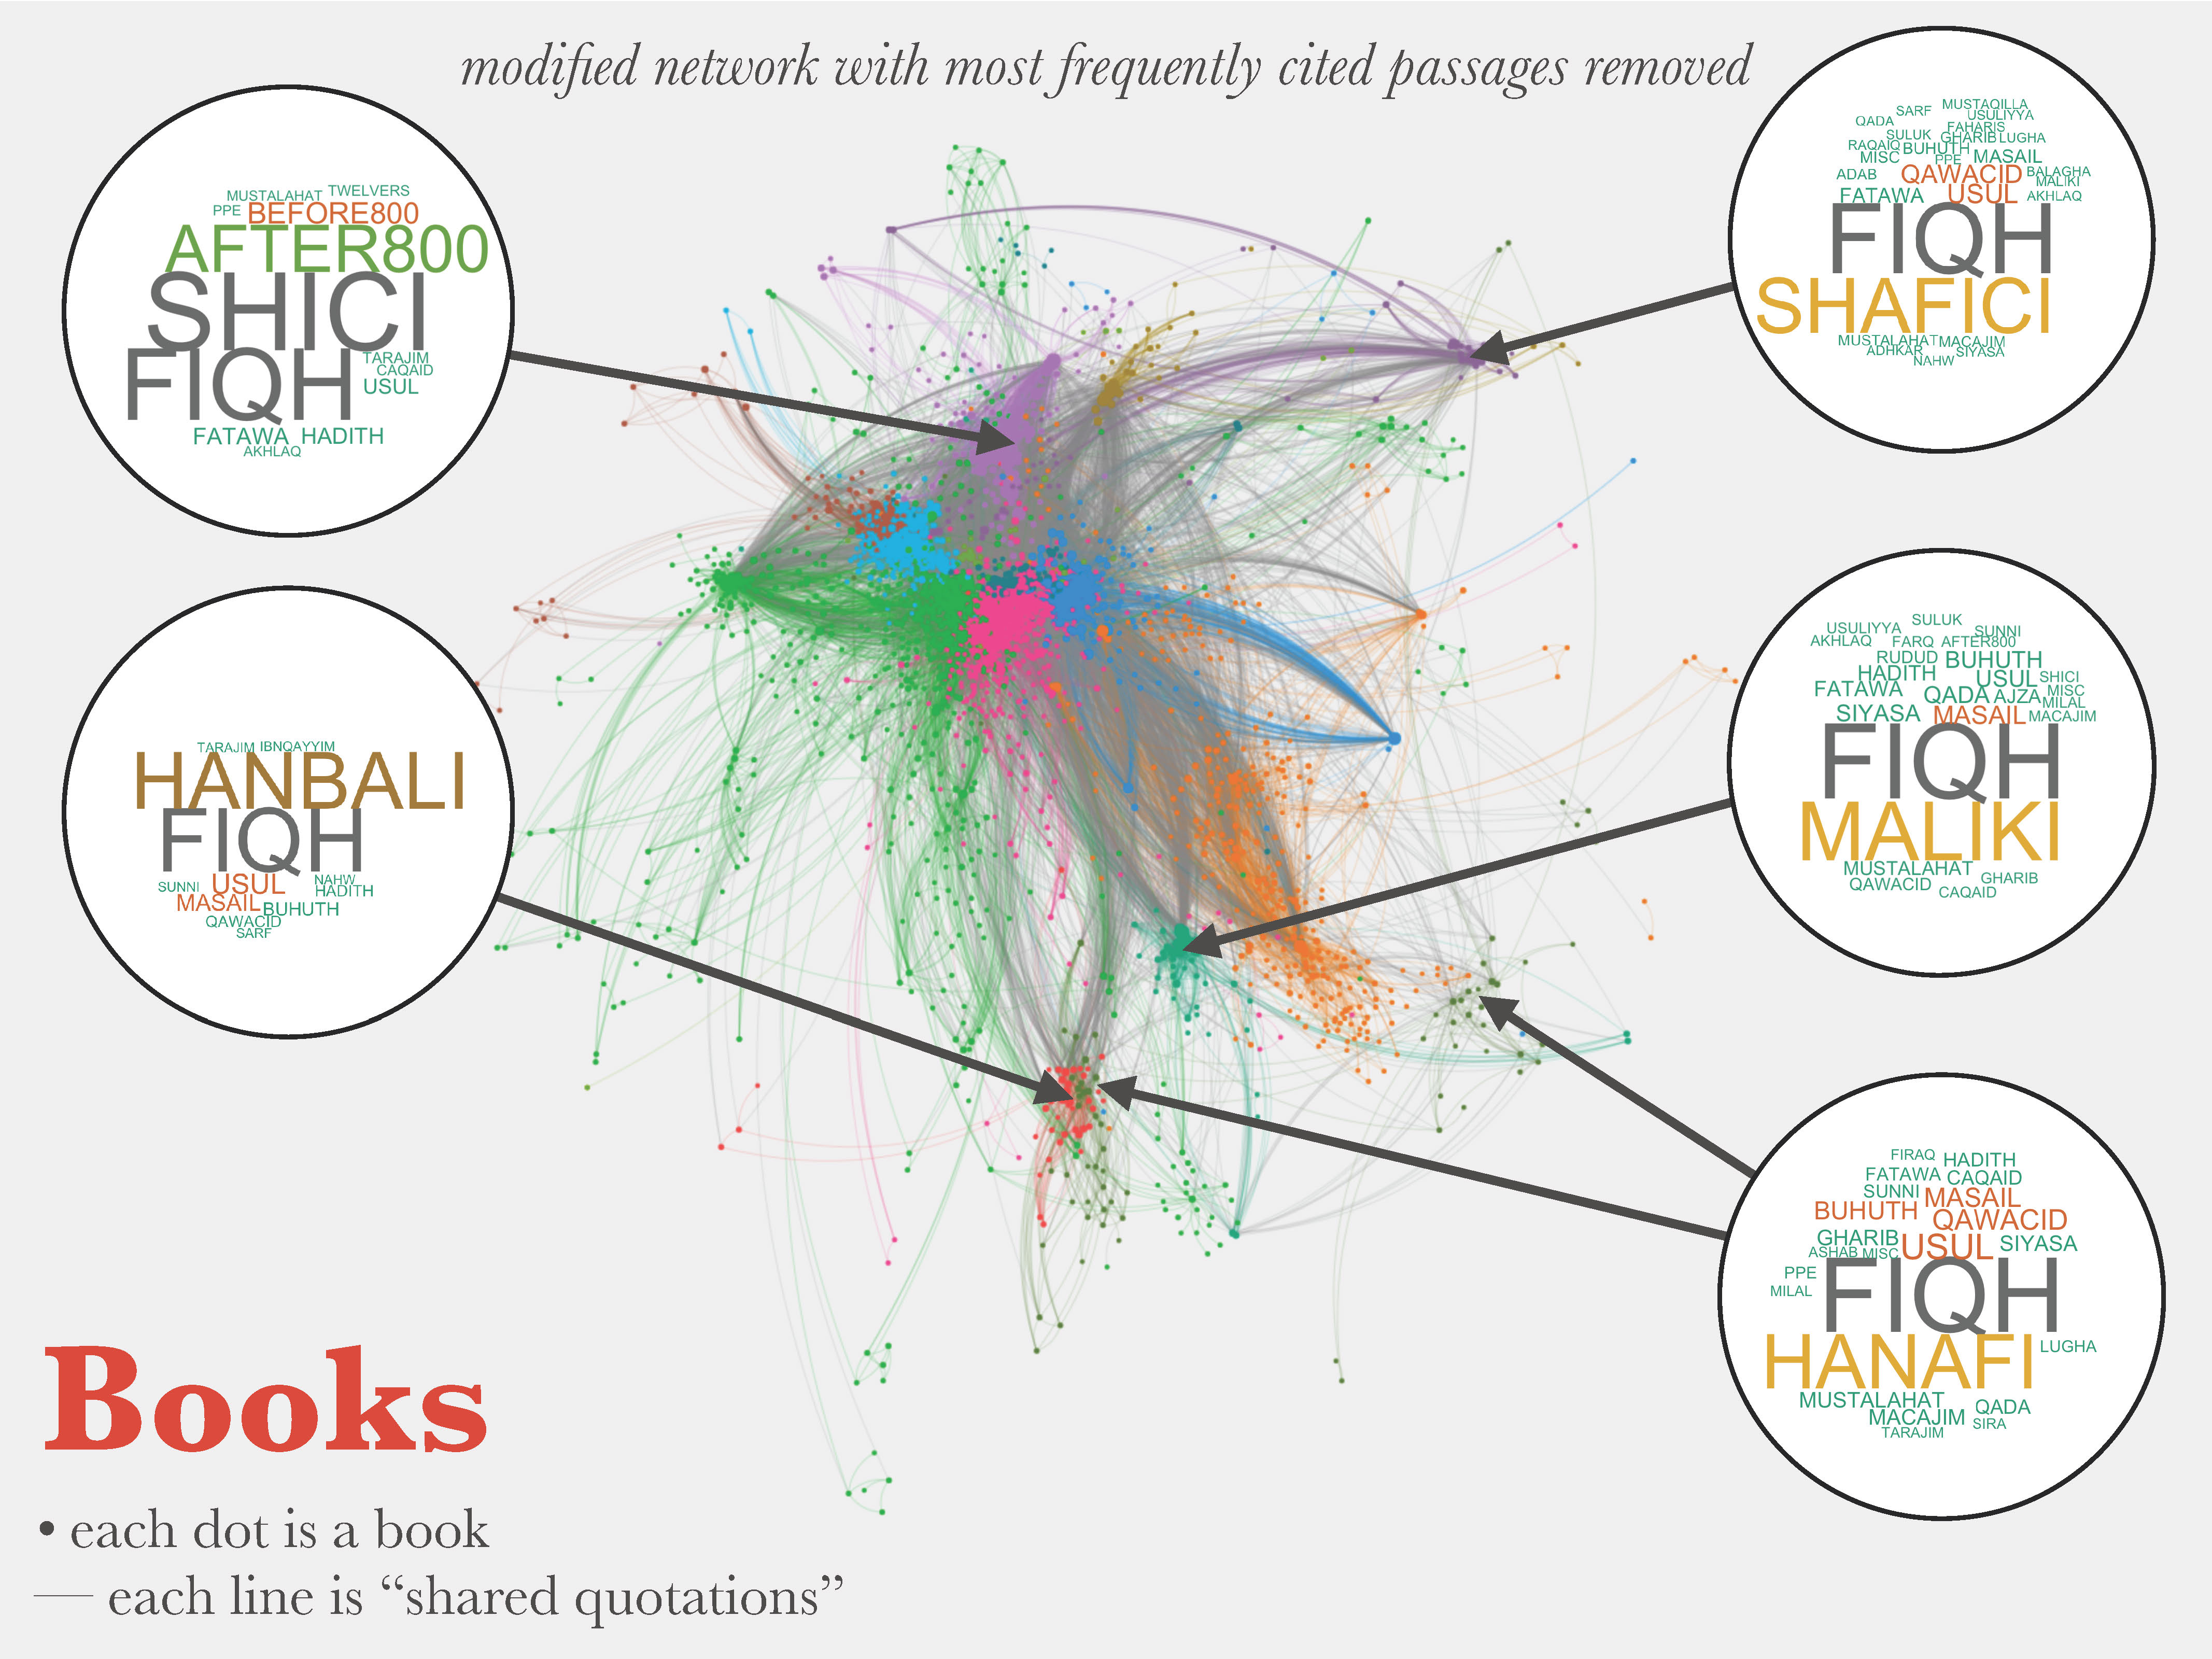 modified network with most frequently cited passages removed
MUSTALAHAT TWELVERS
PPE BEFORE800
AFTER800
SHICI
FIQH TARAJIM
CAQAID
USUL
FATAWA HADITH
AKHLAQ
TARAJIM IBNQAYYIM
HANBALI
FIQH
SUNNI USUL NAHW
HADITH
MASAIL BUHUTH
QAWACID
SARF
MUSTAQILLA
SARF USULIYYA
QADA FAHARIS
SULUK GHARIB LUGHA
RAQAIQ BUHUTH
MISC PPE MASAIL
ADAB QAWACID BALAGHA
MALIKI
FATAWA USUL AKHLAQ
FIQH
SHAFICI
MUSTALAHAT MACAJIM
ADHKAR SIYASA
NAHW
SULUK
USULIYYA SUNNI
AKHLAQ FARQ AFTER800
RUDUD BUHUTH
HADITH USUL SHICI
FATAWA QADA AJZA MISC
MILAL
SIYASA MASAIL MACAJIM
FIQH
MALIKI
MUSTALAHAT
QAWACID GHARIB
CAQAID
FIRAQ HADITH
FATAWA CAQAID
SUNNI MASAIL
BUHUTH QAWACID
GHARIB USUL SIYASA
ASHAB MISC
PPE FIQH
MILAL
HANAFI LUGHA
MUSTALAHAT QADA
MACAJIM SIRA
TARAJIM
Books
• each dot is a book
— each line is “shared quotations”